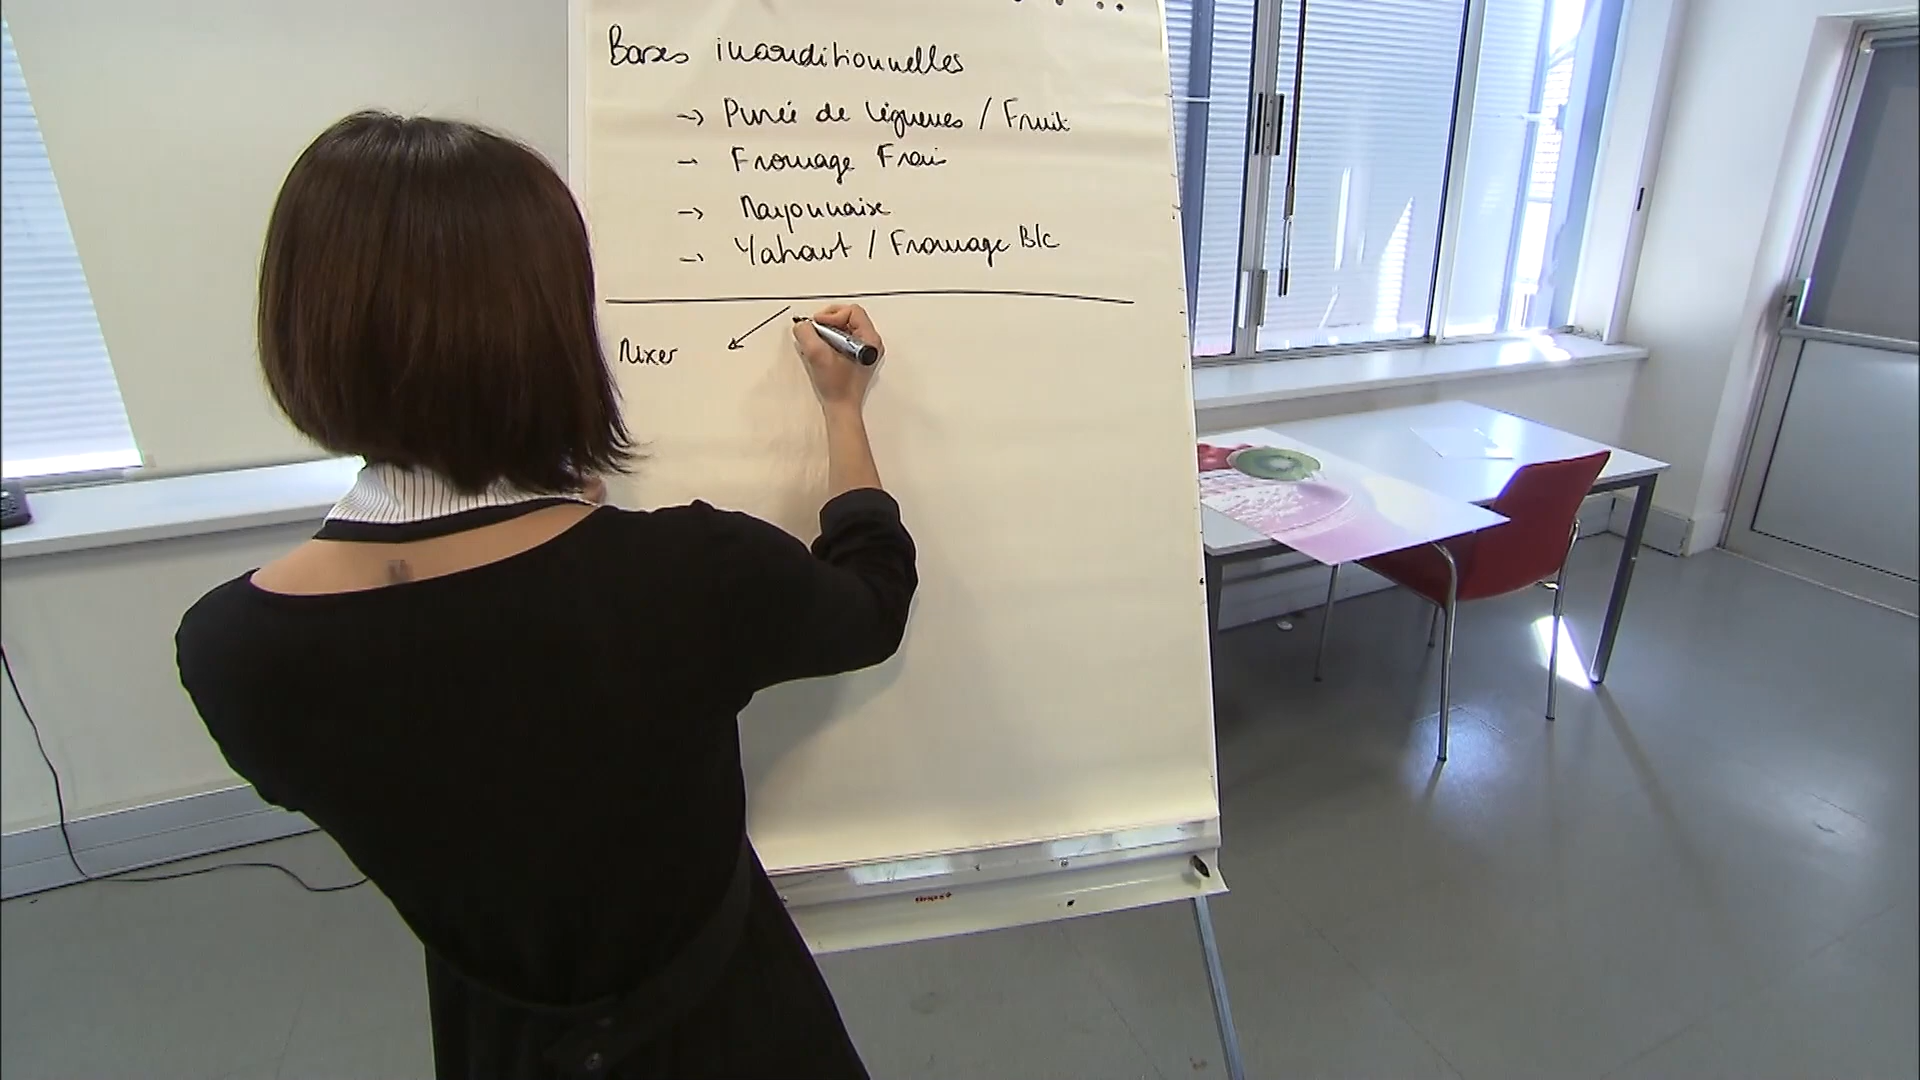 Bases inconditionnelles
→ Purée de légumes / Fruit
→ Fromage Frais
→ Mayonnaise
→ Yahourt / Fromage Blc
Mixer